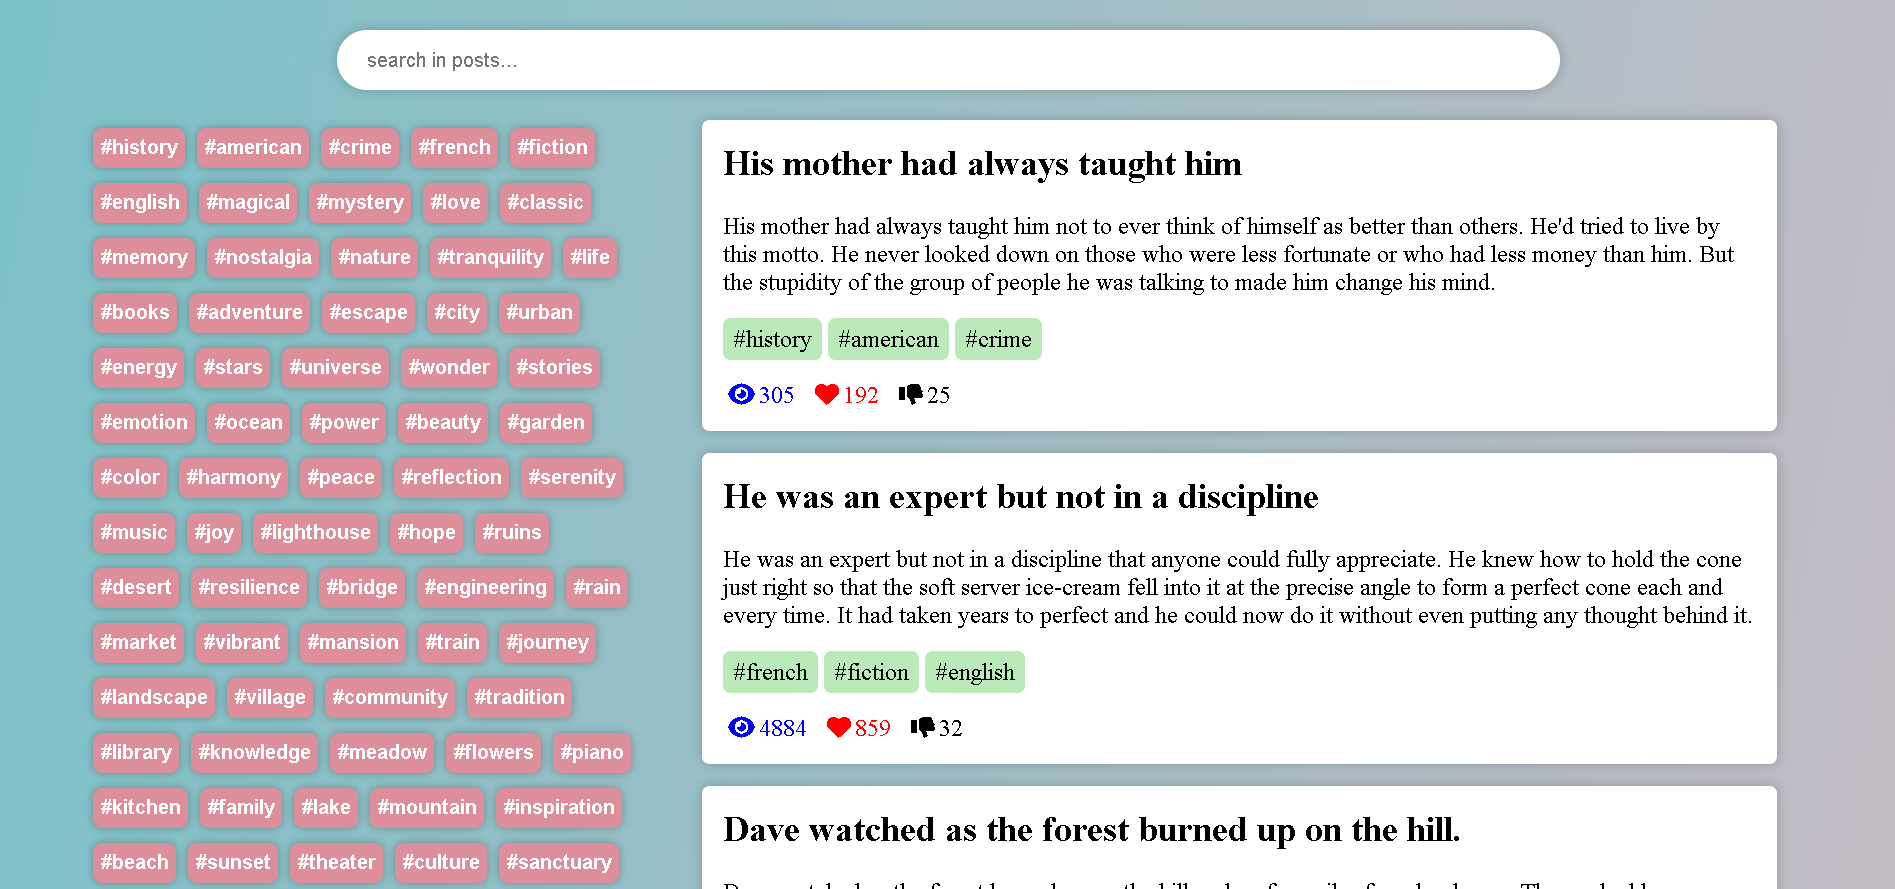 search in posts...
#history #american #crime #french #fiction
#english #magical #mystery #love #classic
#memory #nostalgia #nature #tranquility #life
#books #adventure #escape #city #urban
#energy #stars #universe #wonder #stories
#emotion #ocean #power #beauty #garden
#color #harmony #peace #reflection #serenity
#music #joy #lighthouse #hope #ruins
#desert #resilience #bridge #engineering #rain
#market #vibrant #mansion #train #journey
#landscape #village #community #tradition
#library #knowledge #meadow #flowers #piano
#kitchen #family #lake #mountain #inspiration
#beach #sunset #theater #culture #sanctuary
His mother had always taught him
His mother had always taught him not to ever think of himself as better than others. He'd tried to live by
this motto. He never looked down on those who were less fortunate or who had less money than him. But
the stupidity of the group of people he was talking to made him change his mind.
#history #american #crime
305 192 25
He was an expert but not in a discipline
He was an expert but not in a discipline that anyone could fully appreciate. He knew how to hold the cone
just right so that the soft server ice-cream fell into it at the precise angle to form a perfect cone each and
every time. It had taken years to perfect and he could now do it without even putting any thought behind it.
#french #fiction #english
4884 859 32
Dave watched as the forest burned up on the hill.